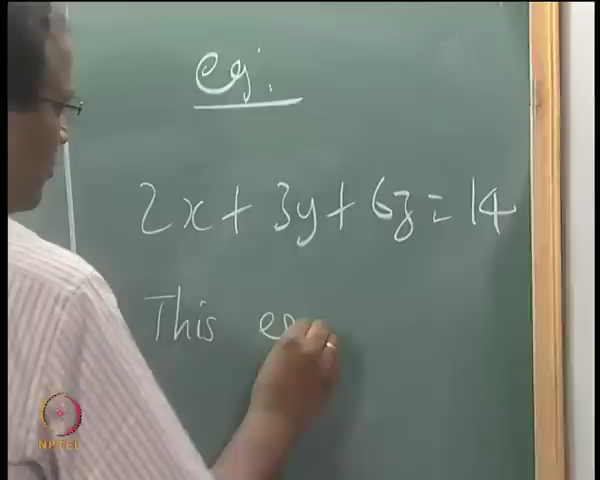 eg:
2x + 3y + 6z = 14
This
NPTEL